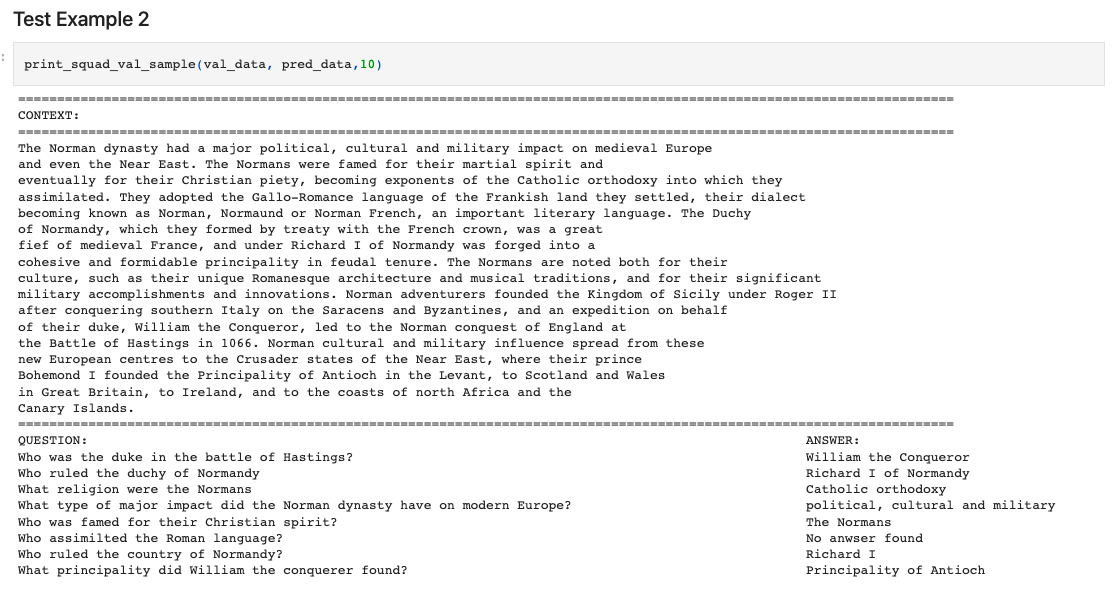 Test Example 2
:
print_squad_val_sample(val_data, pred_data,10)
========================================================================================================================
CONTEXT:
========================================================================================================================
The Norman dynasty had a major political, cultural and military impact on medieval Europe
and even the Near East. The Normans were famed for their martial spirit and
eventually for their Christian piety, becoming exponents of the Catholic orthodoxy into which they
assimilated. They adopted the Gallo-Romance language of the Frankish land they settled, their dialect
becoming known as Norman, Normaund or Norman French, an important literary language. The Duchy
of Normandy, which they formed by treaty with the French crown, was a great
fief of medieval France, and under Richard I of Normandy was forged into a
cohesive and formidable principality in feudal tenure. The Normans are noted both for their
culture, such as their unique Romanesque architecture and musical traditions, and for their significant
military accomplishments and innovations. Norman adventurers founded the Kingdom of Sicily under Roger II
after conquering southern Italy on the Saracens and Byzantines, and an expedition on behalf
of their duke, William the Conqueror, led to the Norman conquest of England at
the Battle of Hastings in 1066. Norman cultural and military influence spread from these
new European centres to the Crusader states of the Near East, where their prince
Bohemond I founded the Principality of Antioch in the Levant, to Scotland and Wales
in Great Britain, to Ireland, and to the coasts of north Africa and the
Canary Islands.
========================================================================================================================
QUESTION: ANSWER:
Who was the duke in the battle of Hastings? William the Conqueror
Who ruled the duchy of Normandy Richard I of Normandy
What religion were the Normans Catholic orthodoxy
What type of major impact did the Norman dynasty have on modern Europe? political, cultural and military
Who was famed for their Christian spirit? The Normans
Who assimilted the Roman language? No anwser found
Who ruled the country of Normandy? Richard I
What principality did William the conquerer found? Principality of Antioch